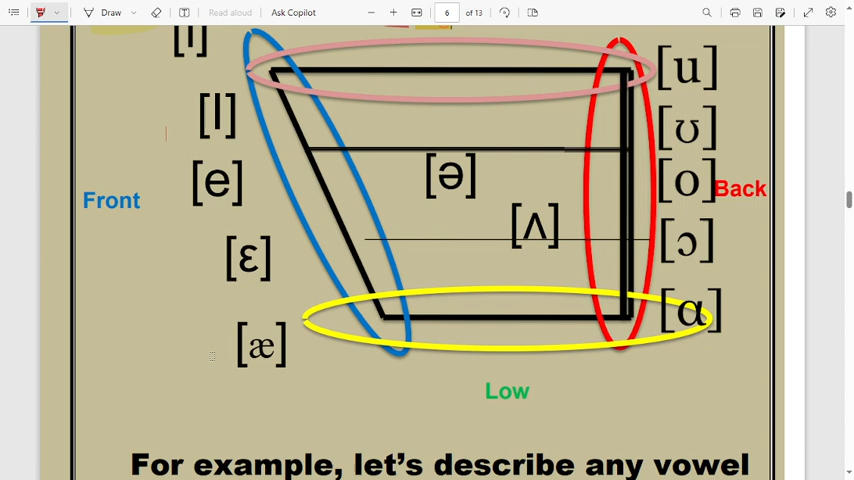 Draw
Read aloud
Ask Copilot
6
of 13
[i]
[u]
[I]
[ʊ]
[e]
[ə]
[o]
Front
Back
[ʌ]
[ɔ]
[ɛ]
[ɑ]
[æ]
Low
For example, let's describe any vowel